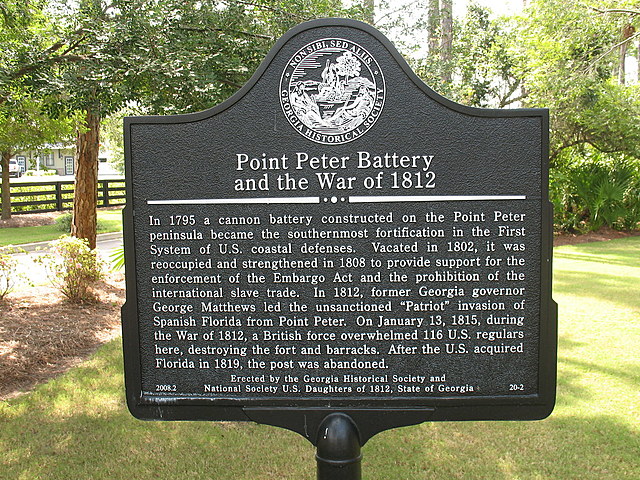 NON SIBI, SED ALIIS
GEORGIA HISTORICAL SOCIETY
Point Peter Battery
and the War of 1812
In 1795 a cannon battery constructed on the Point Peter
peninsula became the southernmost fortification in the First
System of U.S. coastal defenses. Vacated in 1802, it was
reoccupied and strengthened in 1808 to provide support for the
enforcement of the Embargo Act and the prohibition of the
international slave trade. In 1812, former Georgia governor
George Matthews led the unsanctioned “Patriot” invasion of
Spanish Florida from Point Peter. On January 13, 1815, during
the War of 1812, a British force overwhelmed 116 U.S. regulars
here, destroying the fort and barracks. After the U.S. acquired
Florida in 1819, the post was abandoned.
Erected by the Georgia Historical Society and
2008.2 National Society U.S. Daughters of 1812, State of Georgia 20-2